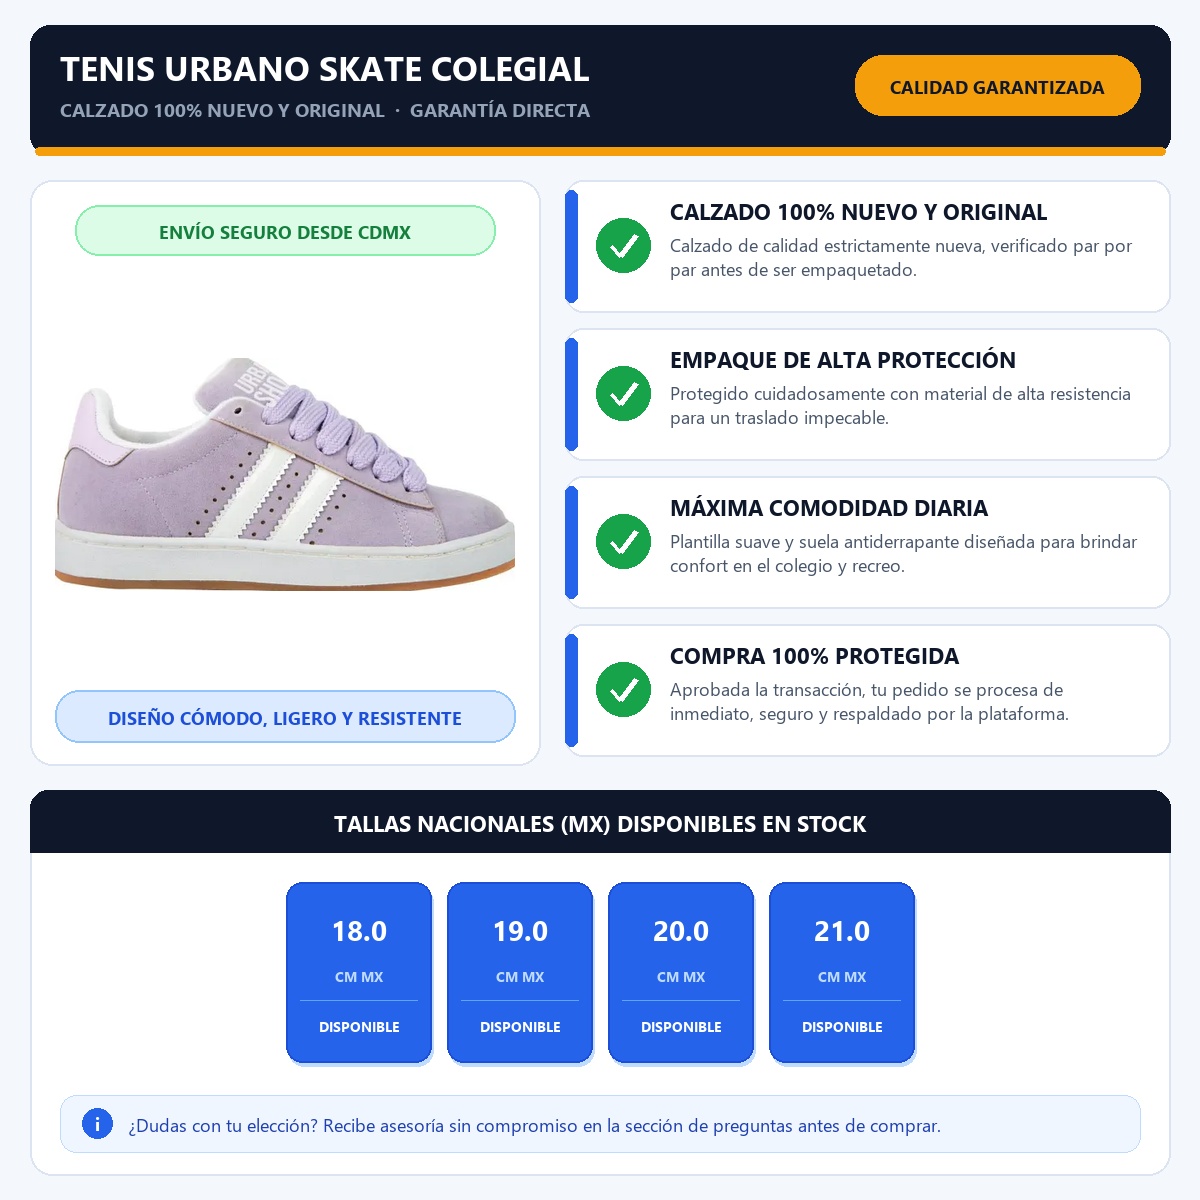 TENIS URBANO SKATE COLEGIAL
CALZADO 100% NUEVO Y ORIGINAL · GARANTÍA DIRECTA
CALIDAD GARANTIZADA
ENVÍO SEGURO DESDE CDMX
DISEÑO CÓMODO, LIGERO Y RESISTENTE
CALZADO 100% NUEVO Y ORIGINAL
Calzado de calidad estrictamente nueva, verificado par por
par antes de ser empaquetado.
EMPAQUE DE ALTA PROTECCIÓN
Protegido cuidadosamente con material de alta resistencia
para un traslado impecable.
MÁXIMA COMODIDAD DIARIA
Plantilla suave y suela antiderrapante diseñada para brindar
confort en el colegio y recreo.
COMPRA 100% PROTEGIDA
Aprobada la transacción, tu pedido se procesa de
inmediato, seguro y respaldado por la plataforma.
TALLAS NACIONALES (MX) DISPONIBLES EN STOCK
18.0
CM MX
DISPONIBLE
19.0
CM MX
DISPONIBLE
20.0
CM MX
DISPONIBLE
21.0
CM MX
DISPONIBLE
¿Dudas con tu elección? Recibe asesoría sin compromiso en la sección de preguntas antes de comprar.